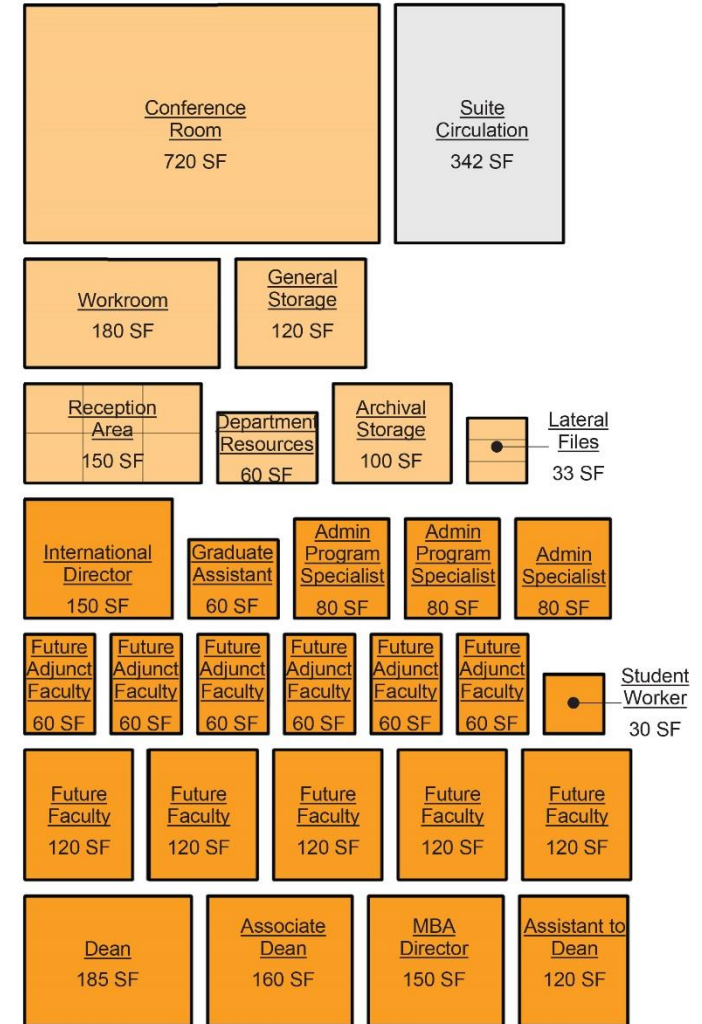 Conference
Room
720 SF
Suite
Circulation
342 SF
Workroom
180 SF
General
Storage
120 SF
Reception
Area
150 SF
Department
Resources
60 SF
Archival
Storage
100 SF
Lateral
Files
33 SF
International
Director
150 SF
Graduate
Assistant
60 SF
Admin
Program
Specialist
80 SF
Admin
Program
Specialist
80 SF
Admin
Specialist
80 SF
Future
Adjunct
Faculty
60 SF
Future
Adjunct
Faculty
60 SF
Future
Adjunct
Faculty
60 SF
Future
Adjunct
Faculty
60 SF
Future
Adjunct
Faculty
60 SF
Future
Adjunct
Faculty
60 SF
Student
Worker
30 SF
Future
Faculty
120 SF
Future
Faculty
120 SF
Future
Faculty
120 SF
Future
Faculty
120 SF
Future
Faculty
120 SF
Dean
185 SF
Associate
Dean
160 SF
MBA
Director
150 SF
Assistant to
Dean
120 SF